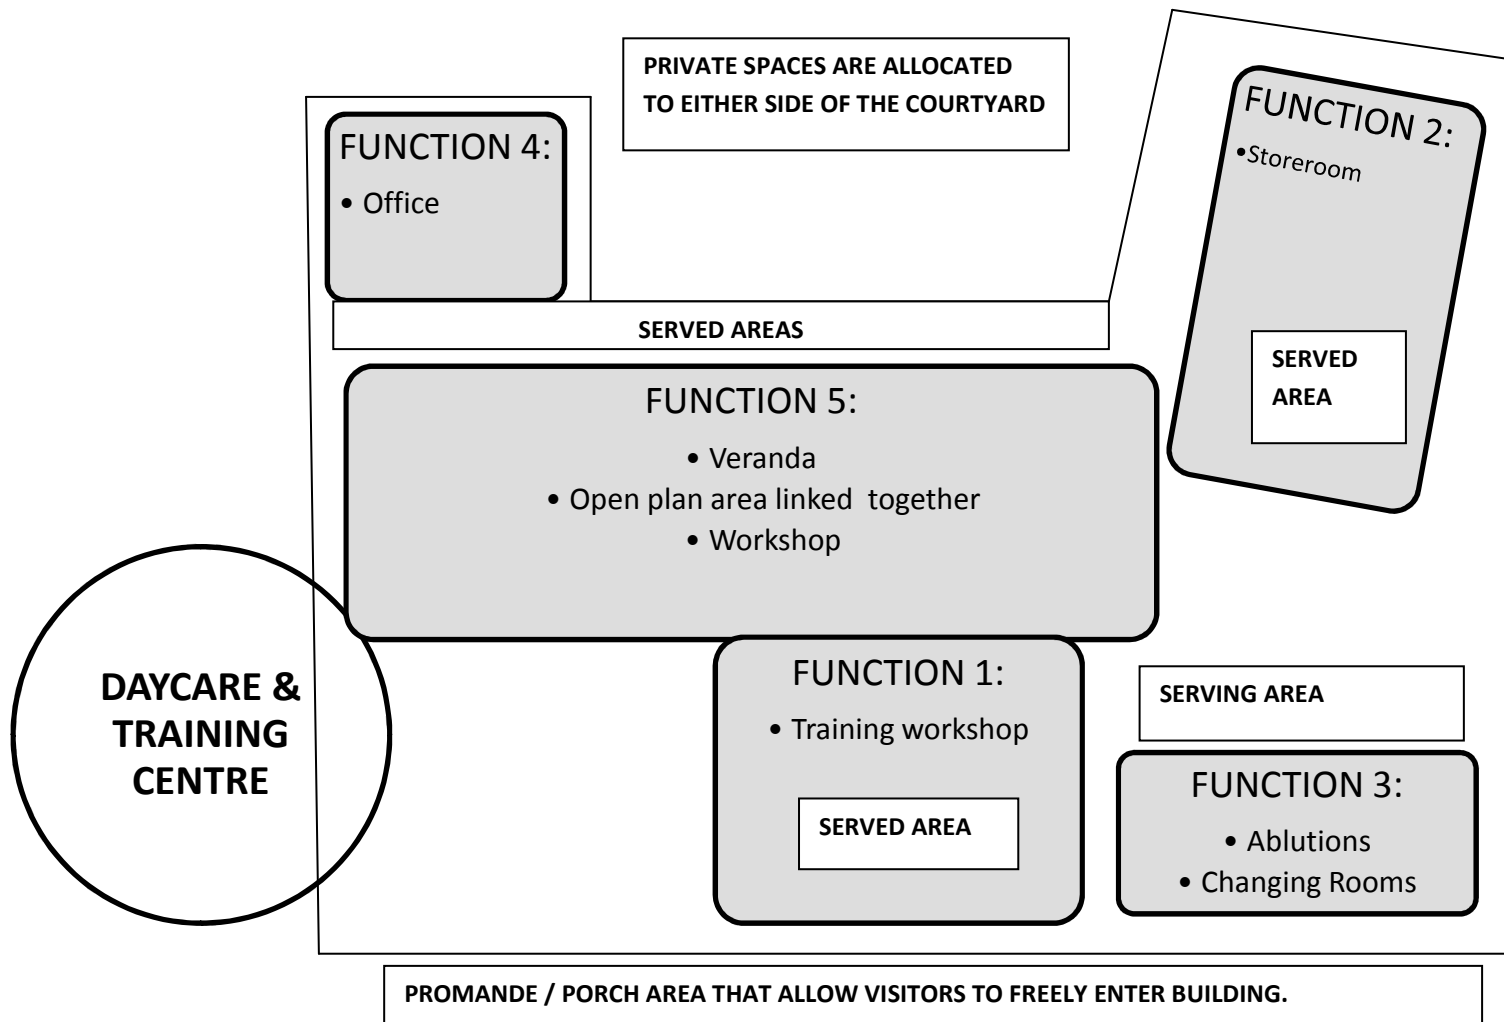 PRIVATE SPACES ARE ALLOCATED
TO EITHER SIDE OF THE COURTYARD
FUNCTION 4:
• Office
FUNCTION 2:
•Storeroom
SERVED
AREA
SERVED AREAS
FUNCTION 5:
• Veranda
• Open plan area linked together
• Workshop
DAYCARE &
TRAINING
CENTRE
FUNCTION 1:
• Training workshop
SERVED AREA
SERVING AREA
FUNCTION 3:
• Ablutions
• Changing Rooms
PROMANDE / PORCH AREA THAT ALLOW VISITORS TO FREELY ENTER BUILDING.